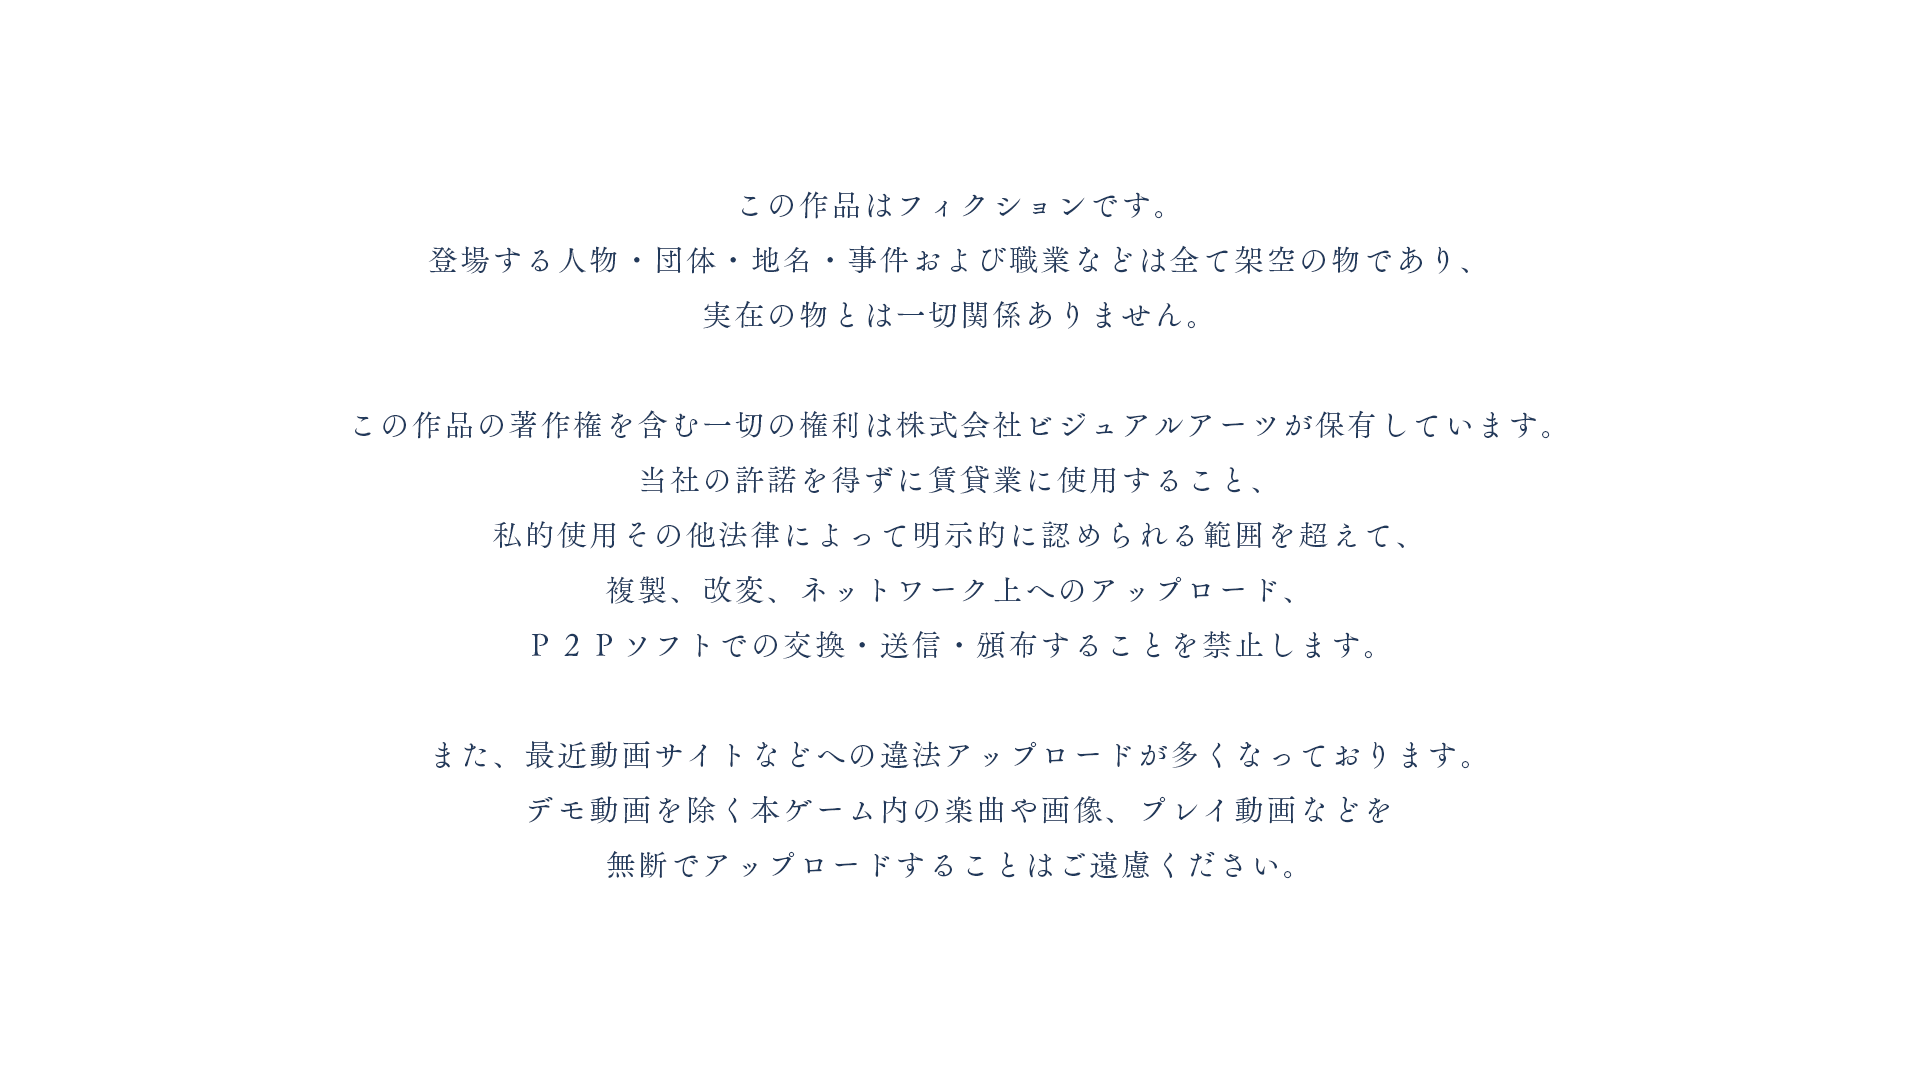 この作品はフィクションです。
登場する人物・団体・地名・事件および職業などは全て架空の物であり、
実在の物とは一切関係ありません。
この作品の著作権を含む一切の権利は株式会社ビジュアルアーツが保有しています。
当社の許諾を得ずに賃貸業に使用すること、
私的使用その他法律によって明示的に認められる範囲を超えて、
複製、改変、ネットワーク上へのアップロード、
Ｐ２Ｐソフトでの交換・送信・頒布することを禁止します。
また、最近動画サイトなどへの違法アップロードが多くなっております。
デモ動画を除く本ゲーム内の楽曲や画像、プレイ動画などを
無断でアップロードすることはご遠慮ください。